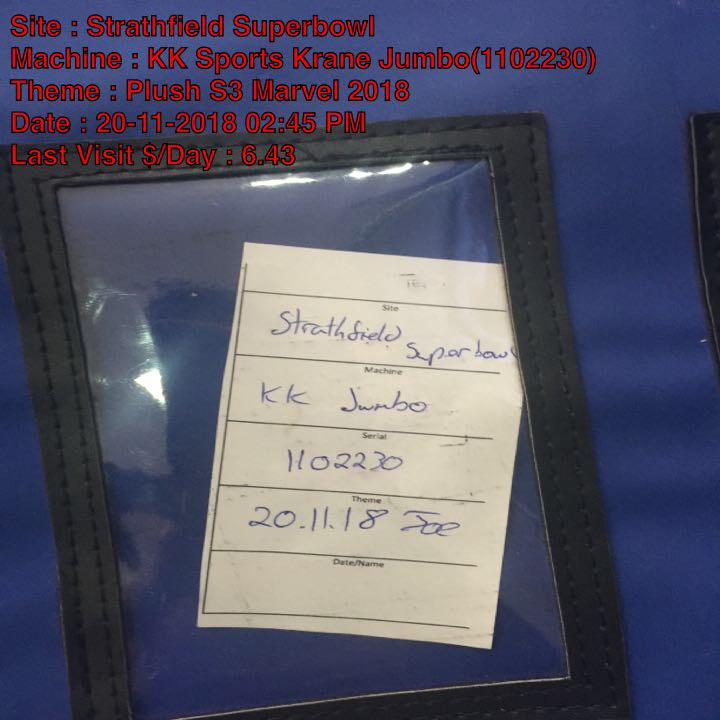 Site : Strathfield Superbowl
Machine : KK Sports Krane Jumbo(1102230)
Theme : Plush S3 Marvel 2018
Date : 20-11-2018 02:45 PM
Last Visit $/Day : 6.43
Site
Strathfield Superbowl
Machine
KK Jumbo
Serial
1102230
Theme
20.11.18 Joe
Date/Name